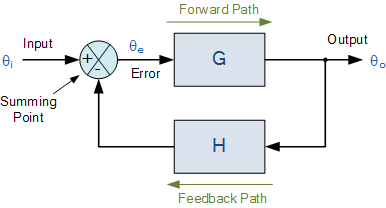 Forward Path
Input
θi
+
-
θe
Error
G
Output
θo
Summing
Point
H
Feedback Path